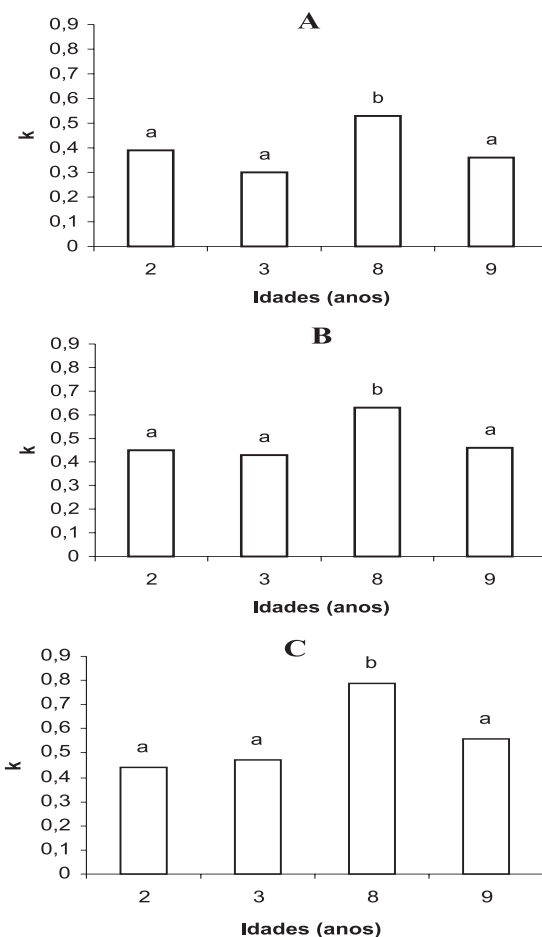 A
0,9
0,8
0,7
0,6
0,5
0,4
0,3
0,2
0,1
0
k
a
a
b
a
2 3 8 9
Idades (anos)
B
0,9
0,8
0,7
0,6
0,5
0,4
0,3
0,2
0,1
0
k
a
a
b
a
2 3 8 9
Idades (anos)
C
0,9
0,8
0,7
0,6
0,5
0,4
0,3
0,2
0,1
0
k
a
a
b
a
2 3 8 9
Idades (anos)